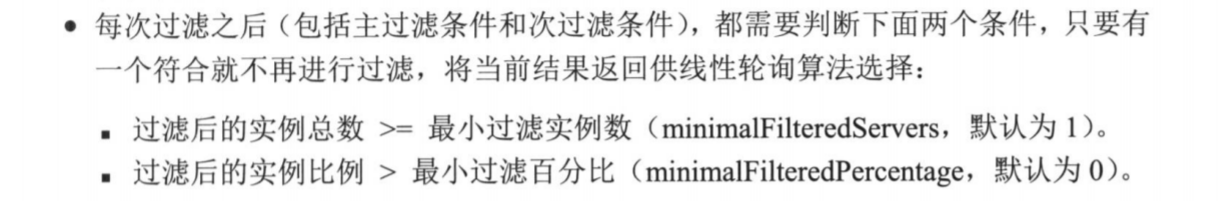 ● 每次过滤之后（包括主过滤条件和次过滤条件），都需要判断下面两个条件，只要有
一个符合就不再进行过滤，将当前结果返回供线性轮询算法选择：
▪ 过滤后的实例总数 >= 最小过滤实例数（minimalFilteredServers，默认为 1）。
▪ 过滤后的实例比例 > 最小过滤百分比（minimalFilteredPercentage，默认为 0）。